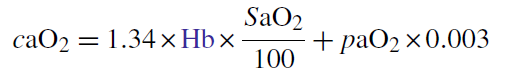 caO₂ = 1.34 × Hb × SaO₂/100 + paO₂ × 0.003